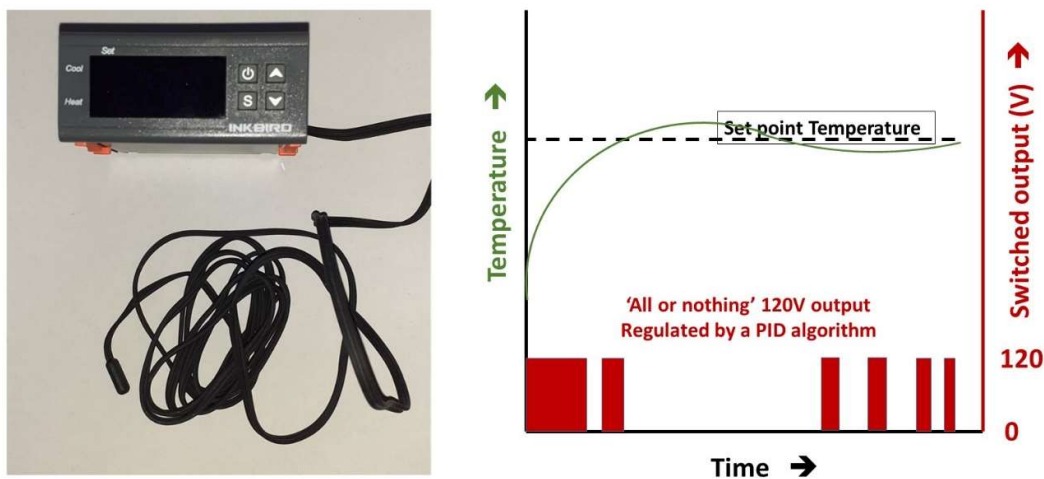 Set
Cool
Heat
S
INKBIRD
Temperature →
Set point Temperature
'All or nothing' 120V output
Regulated by a PID algorithm
Switched output (V) →
120
0
Time →